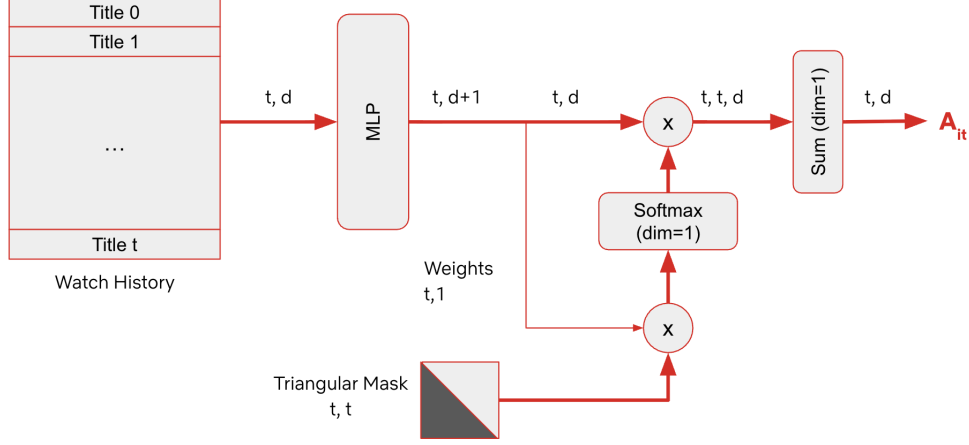 Title 0
Title 1
...
Title t
Watch History
t, d
MLP
t, d+1
t, d
x
t, t, d
Sum (dim=1)
t, d
A_it
Softmax
(dim=1)
Weights
t,1
x
Triangular Mask
t, t